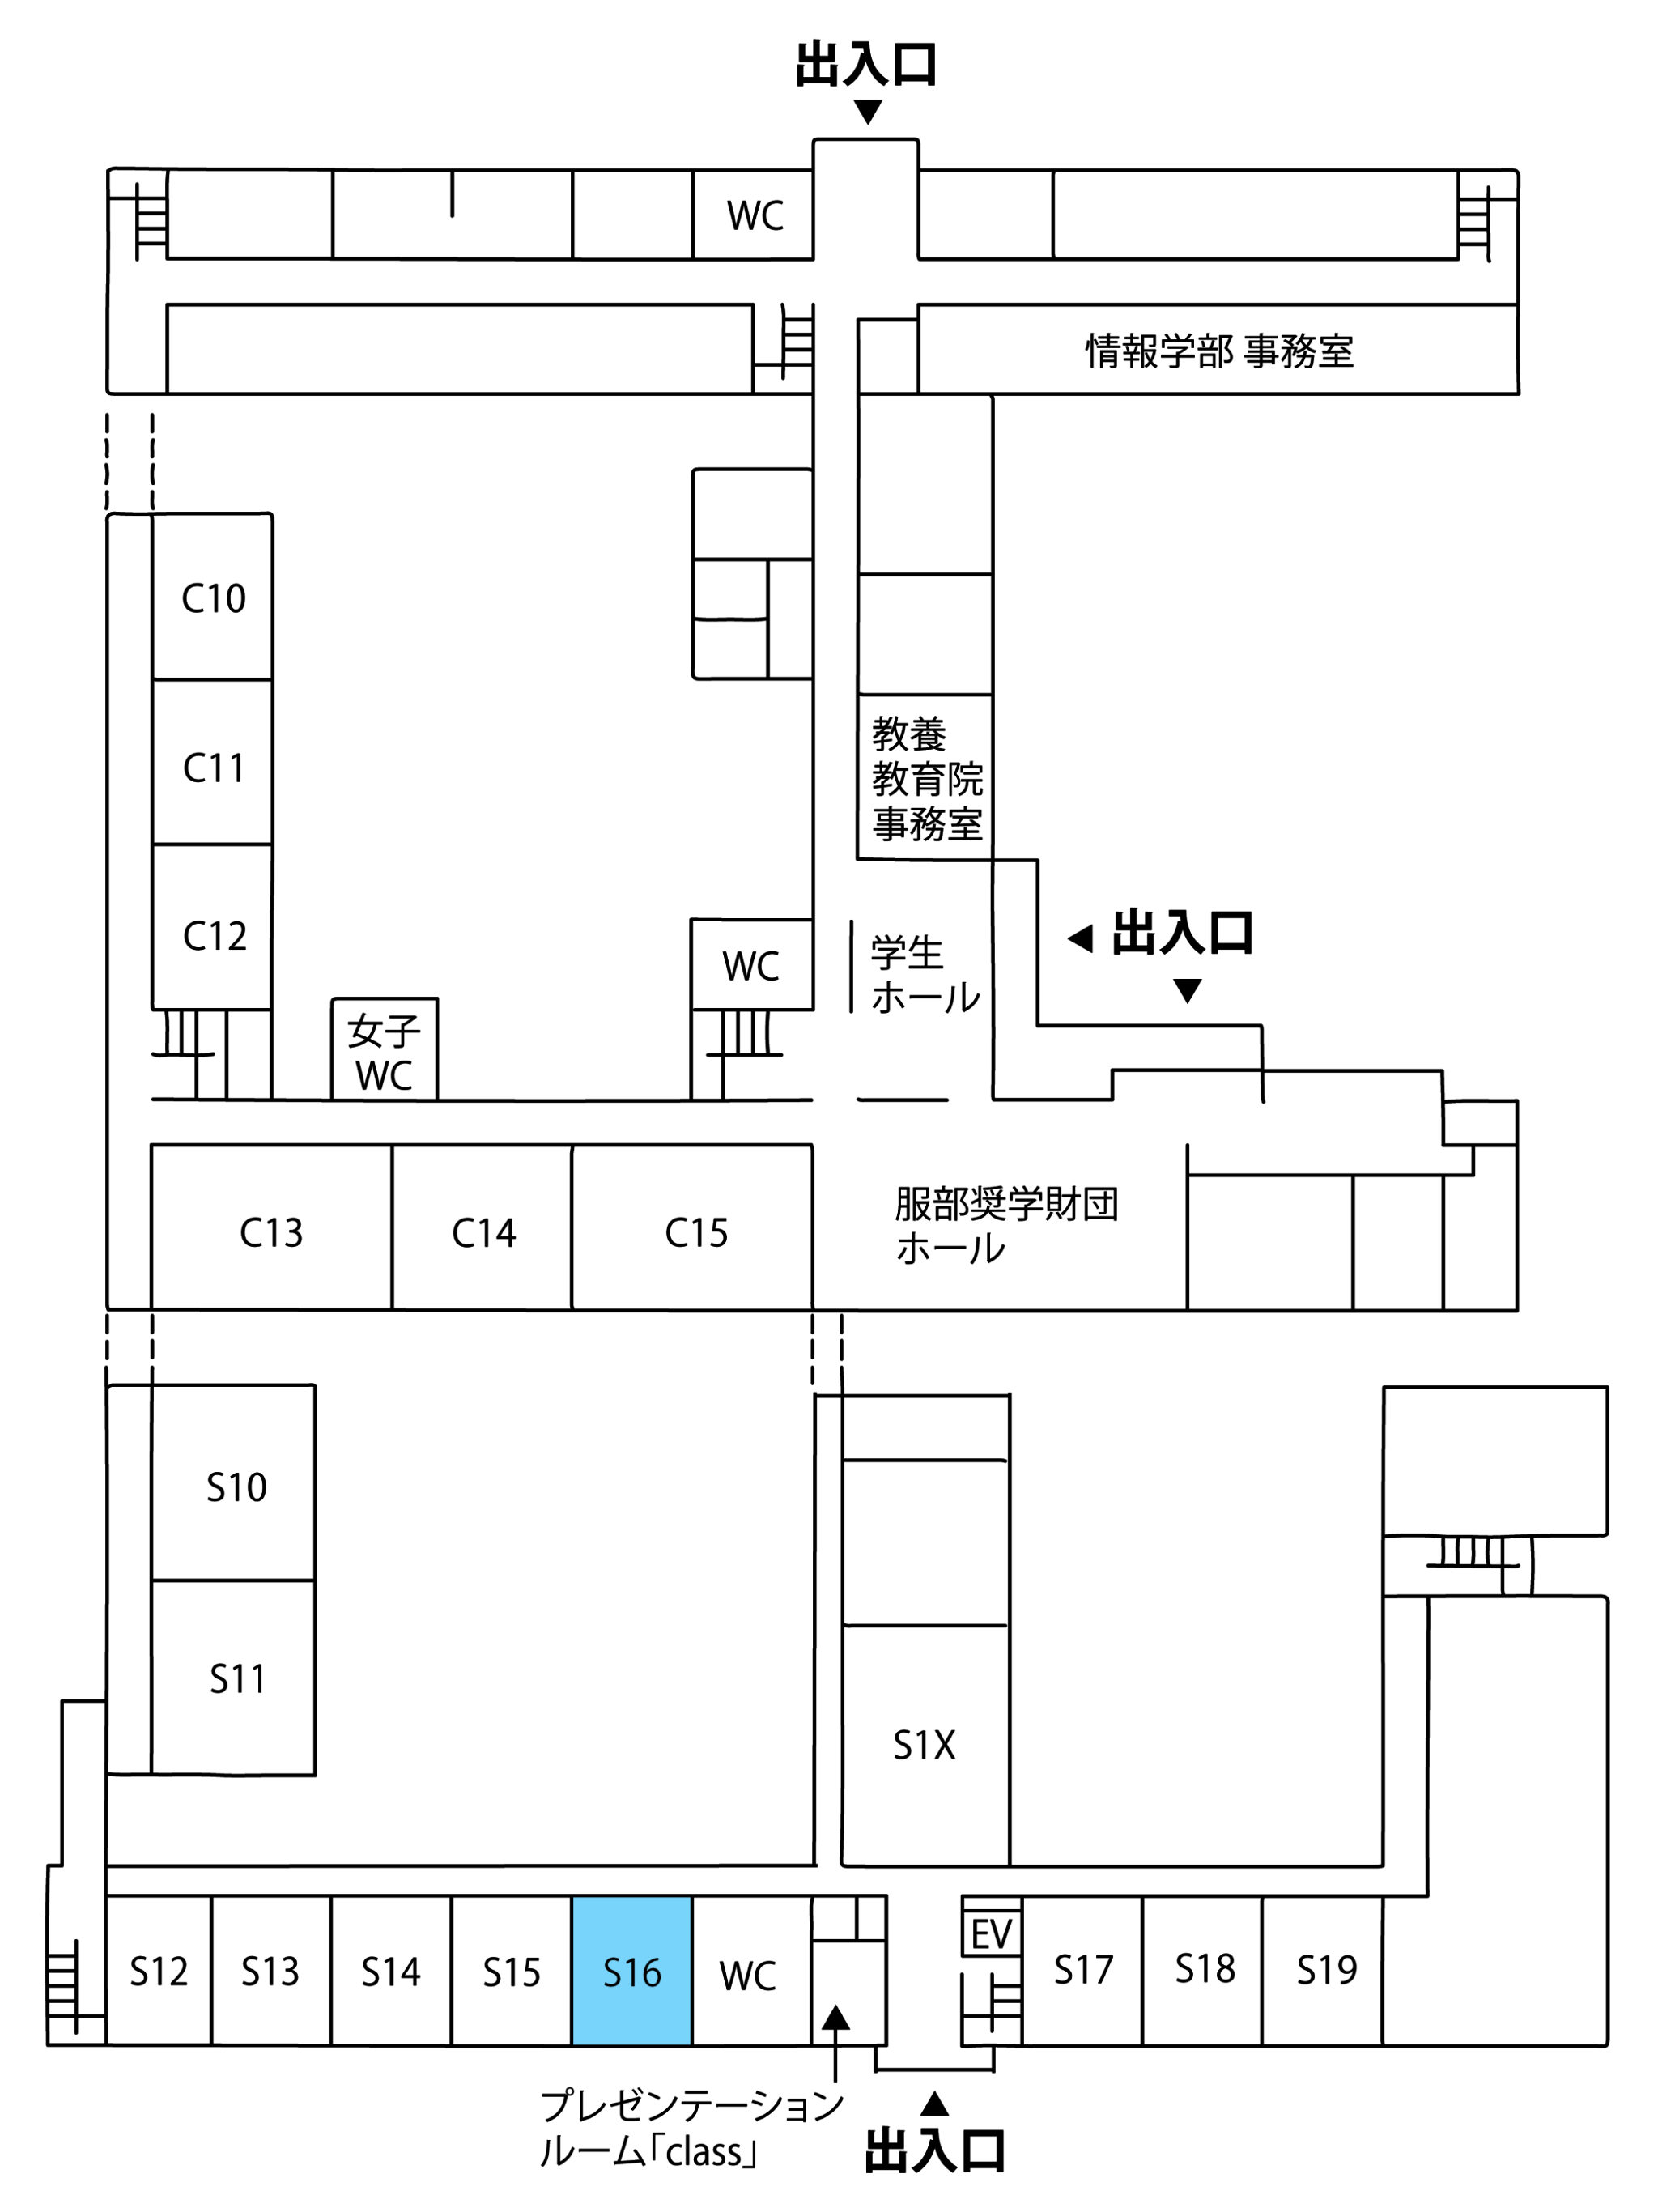 出入口
WC
情報学部 事務室
C10
教養
教育院
事務室
C11
C12
WC
学生
ホール
出入口
女子
WC
C13
C14
C15
服部奨学財団
ホール
S10
S11
S1X
S12
S13
S14
S15
S16
WC
EV
S17
S18
S19
プレゼンテーション
ルーム「class」
出入口